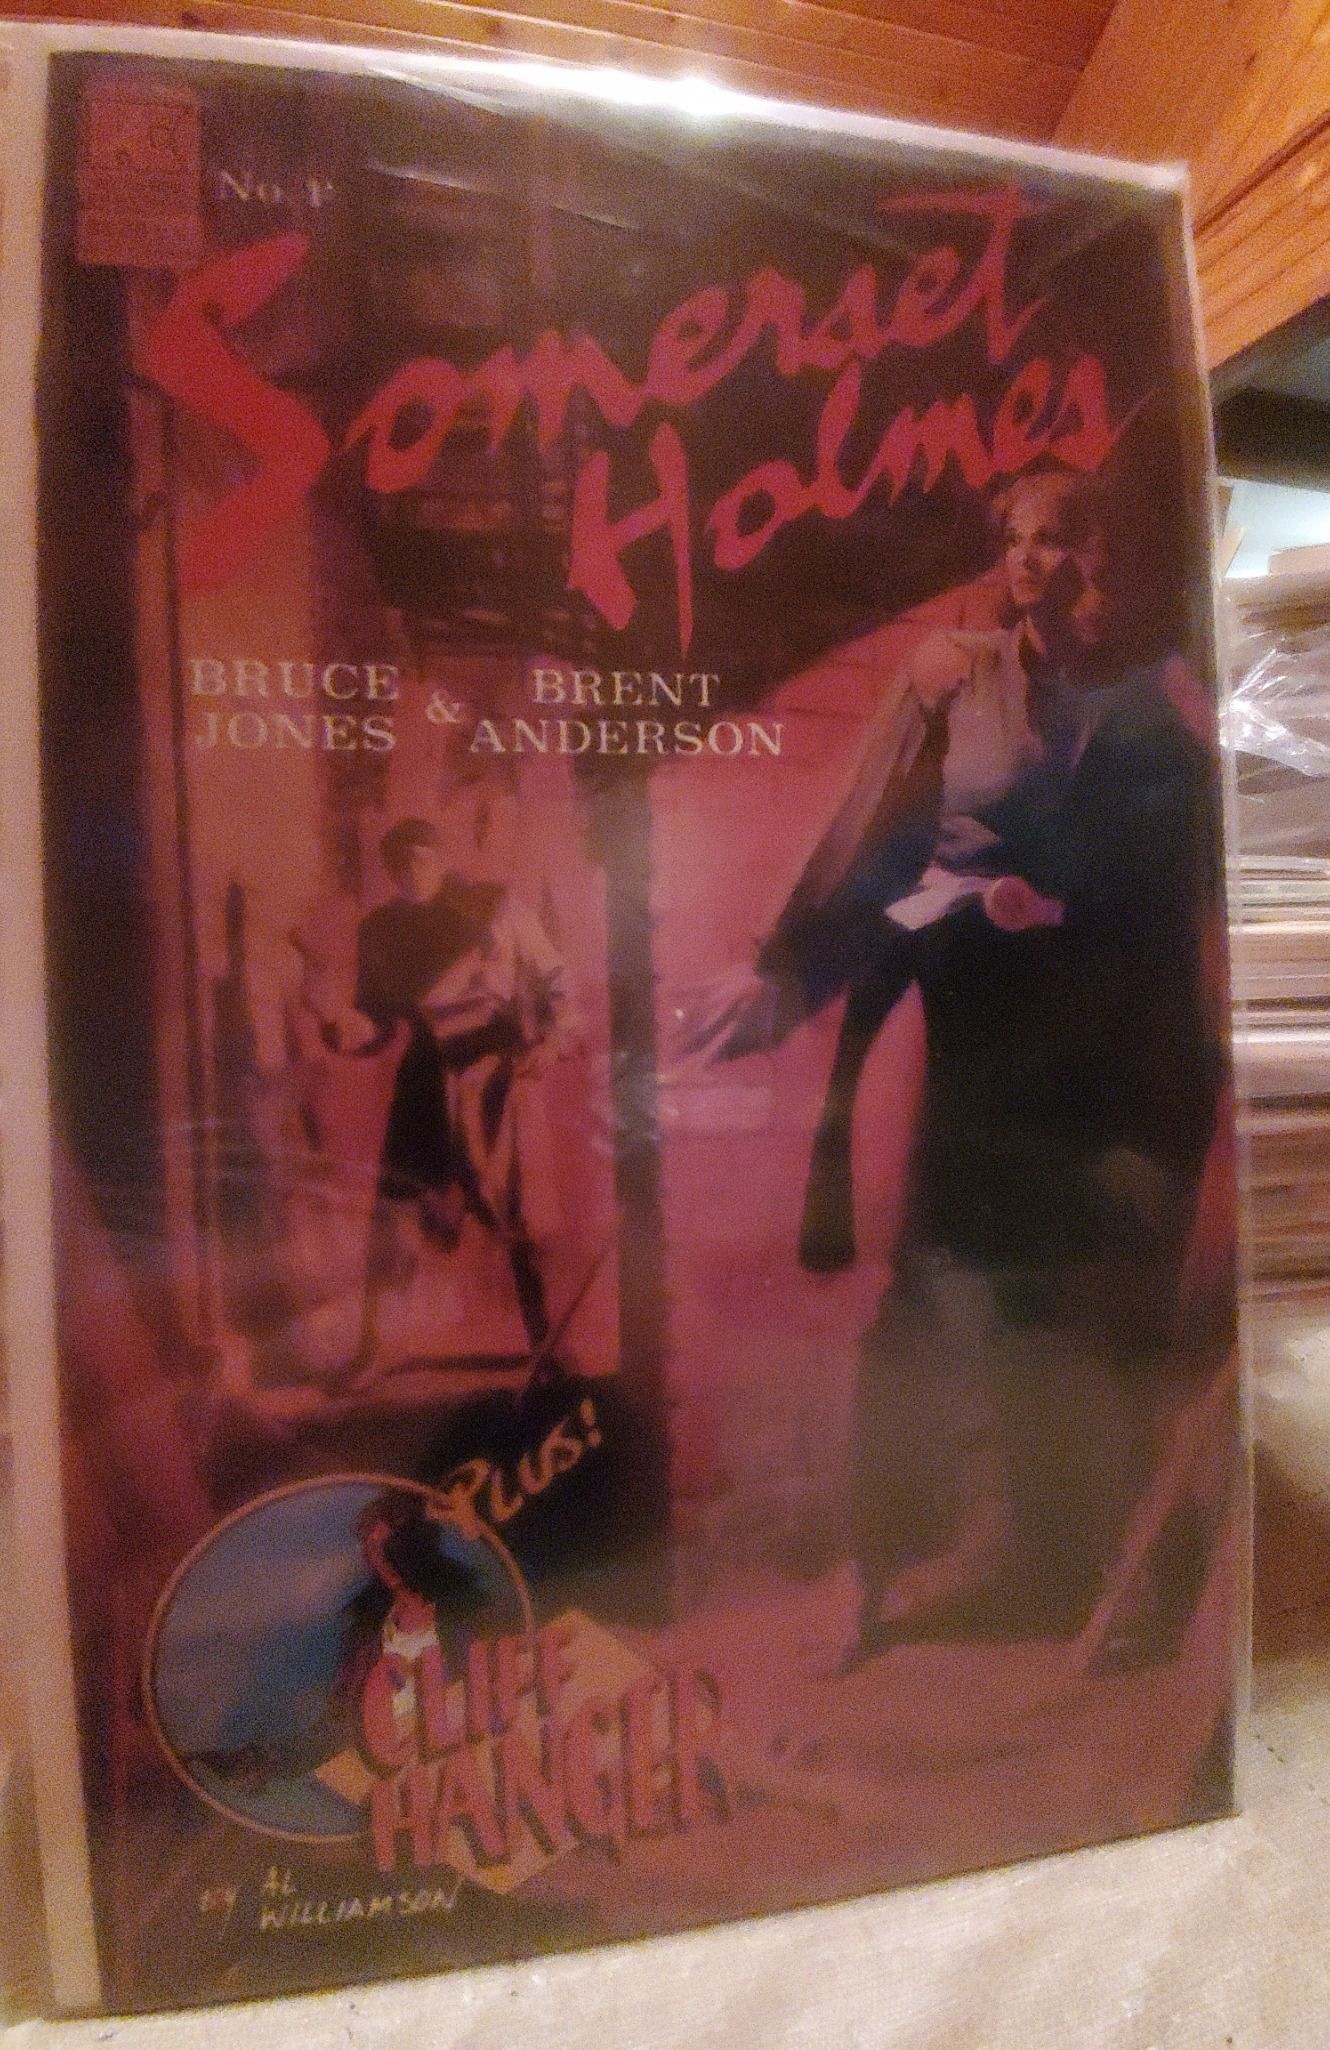 No.
Somerset
Holmes
BRUCE JONES & BRENT ANDERSON
PLUS!
CLIFF
HANGER
BY AL
WILLIAMSON